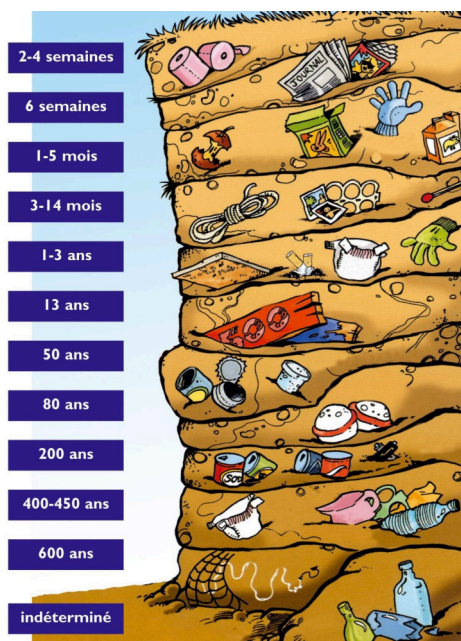 2-4 semaines
JOURNAL
6 semaines
1-5 mois
3-14 mois
1-3 ans
13 ans
50 ans
80 ans
200 ans
SODA
400-450 ans
600 ans
indéterminé